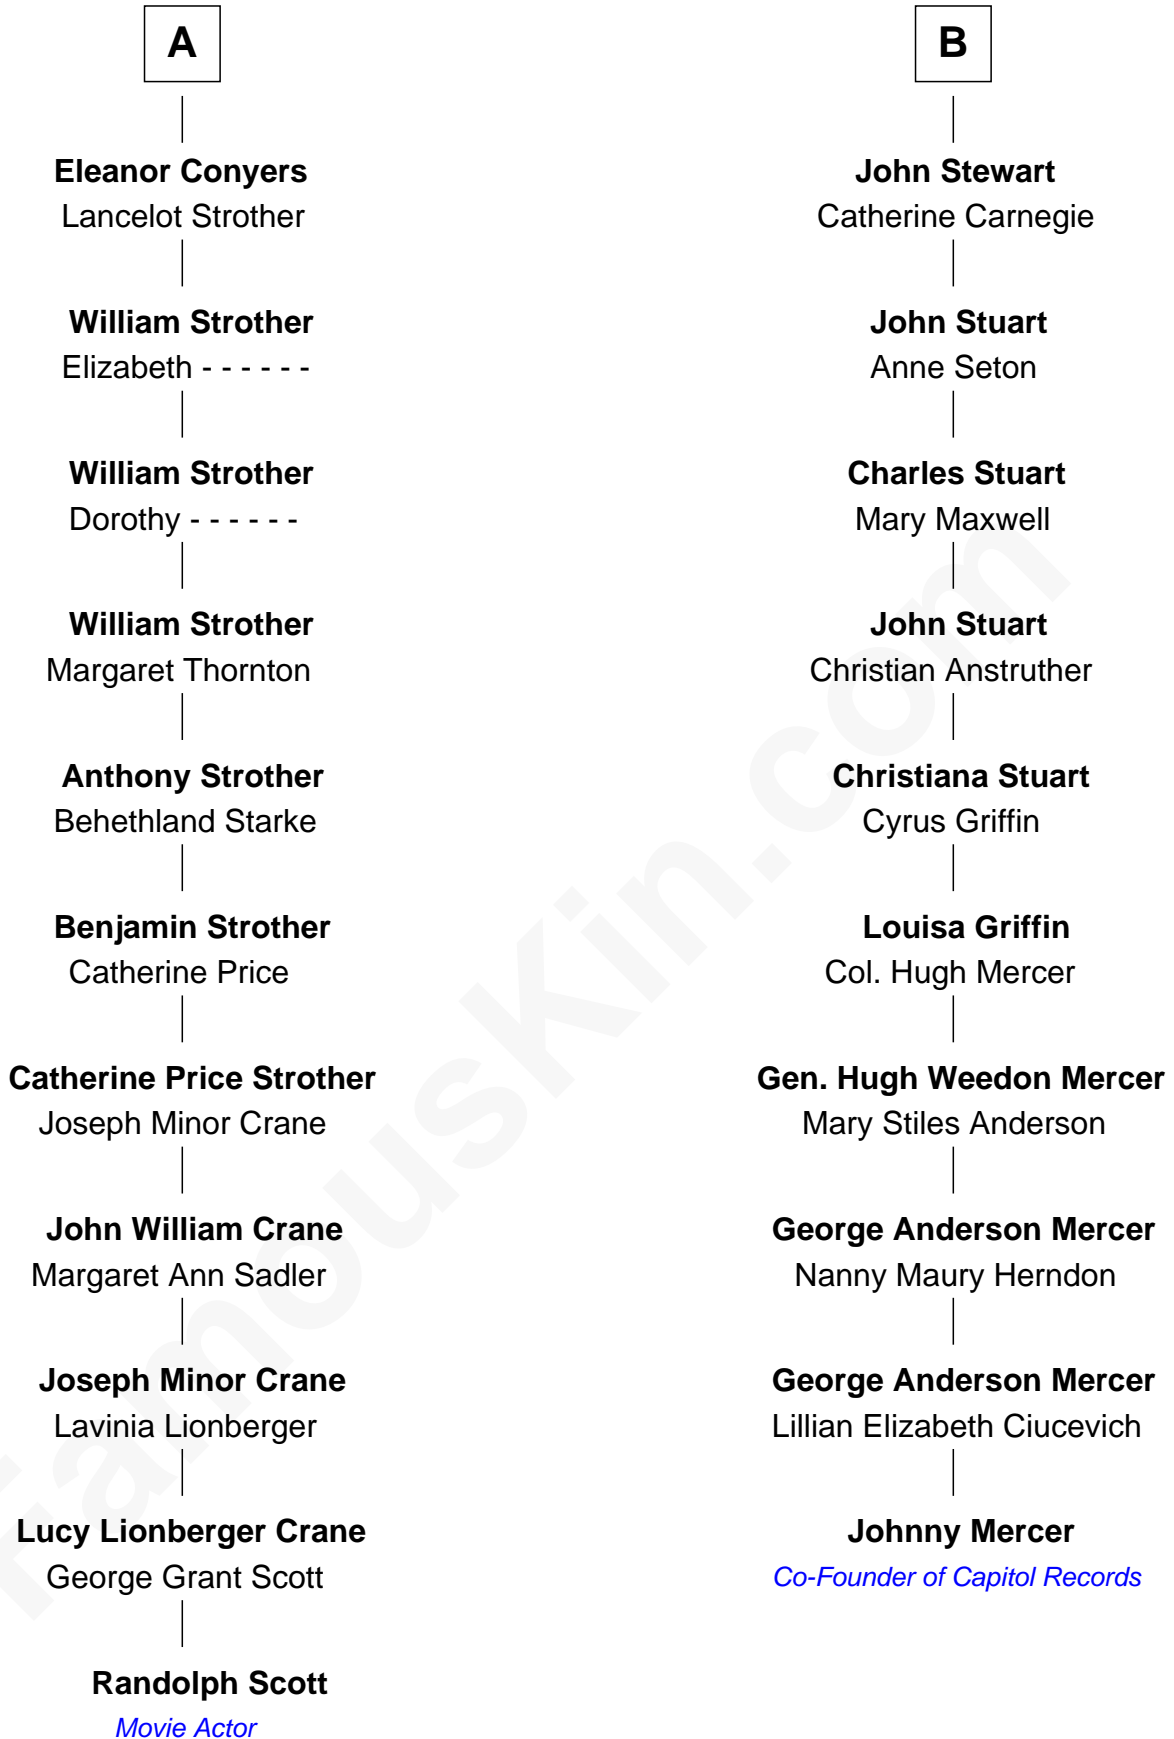 A
Eleanor Conyers
Lancelot Strother
William Strother
Elizabeth - - - - - -
William Strother
Dorothy - - - - - -
William Strother
Margaret Thornton
Anthony Strother
Behethland Starke
Benjamin Strother
Catherine Price
Catherine Price Strother
Joseph Minor Crane
John William Crane
Margaret Ann Sadler
Joseph Minor Crane
Lavinia Lionberger
Lucy Lionberger Crane
George Grant Scott
Randolph Scott
Movie Actor
B
John Stewart
Catherine Carnegie
John Stuart
Anne Seton
Charles Stuart
Mary Maxwell
John Stuart
Christian Anstruther
Christiana Stuart
Cyrus Griffin
Louisa Griffin
Col. Hugh Mercer
Gen. Hugh Weedon Mercer
Mary Stiles Anderson
George Anderson Mercer
Nanny Maury Herndon
George Anderson Mercer
Lillian Elizabeth Ciucevich
Johnny Mercer
Co-Founder of Capitol Records
FamousKin.com